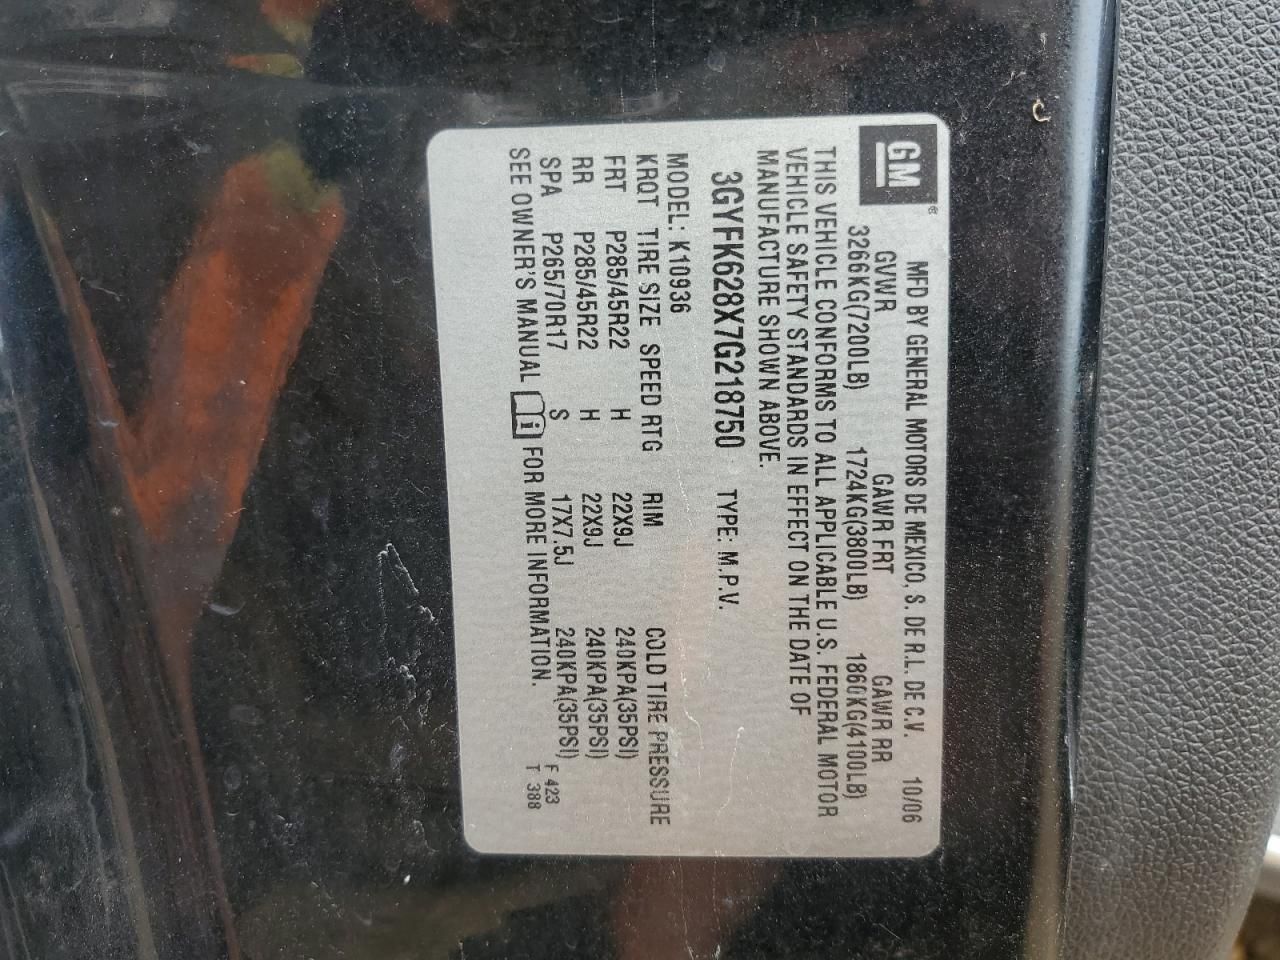 GM®
MFD BY GENERAL MOTORS DE MEXICO, S. DE R.L. DE C.V. 10/06
GVWR GAWR FRT GAWR RR
3266KG(7200LB) 1724KG(3800LB) 1860KG(4100LB)
THIS VEHICLE CONFORMS TO ALL APPLICABLE U.S. FEDERAL MOTOR
VEHICLE SAFETY STANDARDS IN EFFECT ON THE DATE OF
MANUFACTURE SHOWN ABOVE.
3GYFK628X7G218750 TYPE: M.P.V.
MODEL: K10936
KRQT TIRE SIZE SPEED RTG RIM COLD TIRE PRESSURE
FRT P285/45R22 H 22X9J 240KPA(35PSI)
RR P285/45R22 H 22X9J 240KPA(35PSI)
SPA P265/70R17 S 17X7.5J 240KPA(35PSI)
SEE OWNER'S MANUAL i FOR MORE INFORMATION.
F 423
T 388